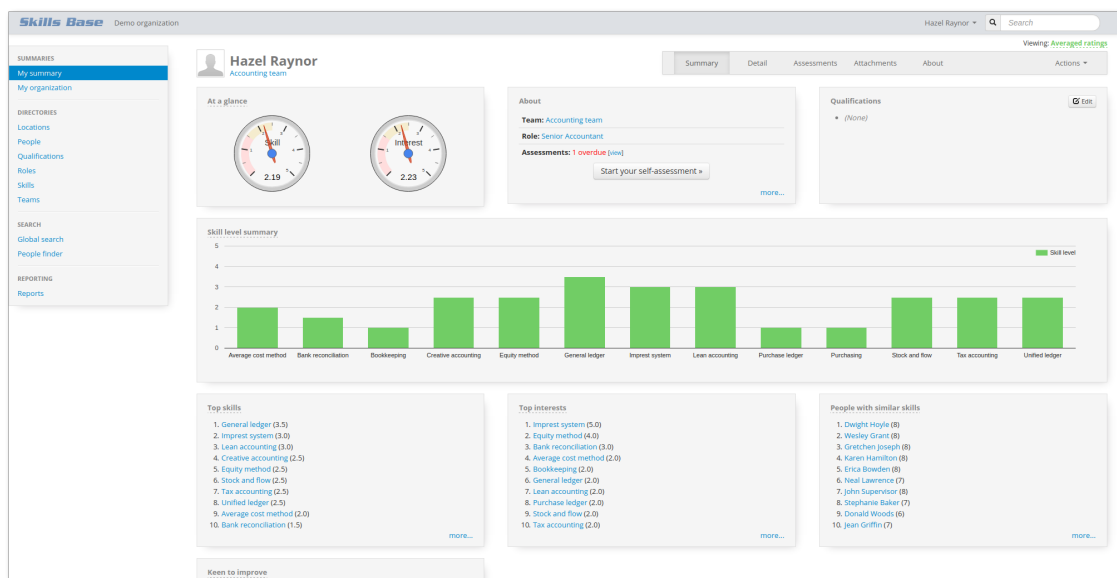 Skills Base Demo organization
Hazel Raynor
Search
Viewing: Averaged ratings
SUMMARIES
My summary
My organization
DIRECTORIES
Locations
People
Qualifications
Roles
Skills
Teams
SEARCH
Global search
People finder
REPORTING
Reports
Hazel Raynor
Accounting team
Summary Detail Assessments Attachments About Actions
At a glance
Skill
2.19
Interest
2.23
About
Team: Accounting team
Role: Senior Accountant
Assessments: 1 overdue [view]
Start your self-assessment »
more...
Qualifications
Edit
(None)
Skill level summary
Skill level
5
4
3
2
1
0
Average cost method Bank reconciliation Bookkeeping Creative accounting Equity method General ledger Imprest system Lean accounting Purchase ledger Purchasing Stock and flow Tax accounting Unified ledger
Top skills
1. General ledger (3.5)
2. Imprest system (3.0)
3. Lean accounting (3.0)
4. Creative accounting (2.5)
5. Equity method (2.5)
6. Stock and flow (2.5)
7. Tax accounting (2.5)
8. Unified ledger (2.5)
9. Average cost method (2.0)
10. Bank reconciliation (1.5)
more...
Top interests
1. Imprest system (5.0)
2. Equity method (4.0)
3. Bank reconciliation (3.0)
4. Average cost method (2.0)
5. Bookkeeping (2.0)
6. General ledger (2.0)
7. Lean accounting (2.0)
8. Purchase ledger (2.0)
9. Stock and flow (2.0)
10. Tax accounting (2.0)
more...
People with similar skills
1. Dwight Hoyle (8)
2. Wesley Grant (8)
3. Gretchen Joseph (8)
4. Karen Hamilton (8)
5. Erica Bowden (8)
6. Neal Lawrence (7)
7. John Supervisor (8)
8. Stephanie Baker (7)
9. Donald Woods (6)
10. Jean Griffin (7)
more...
Keen to improve